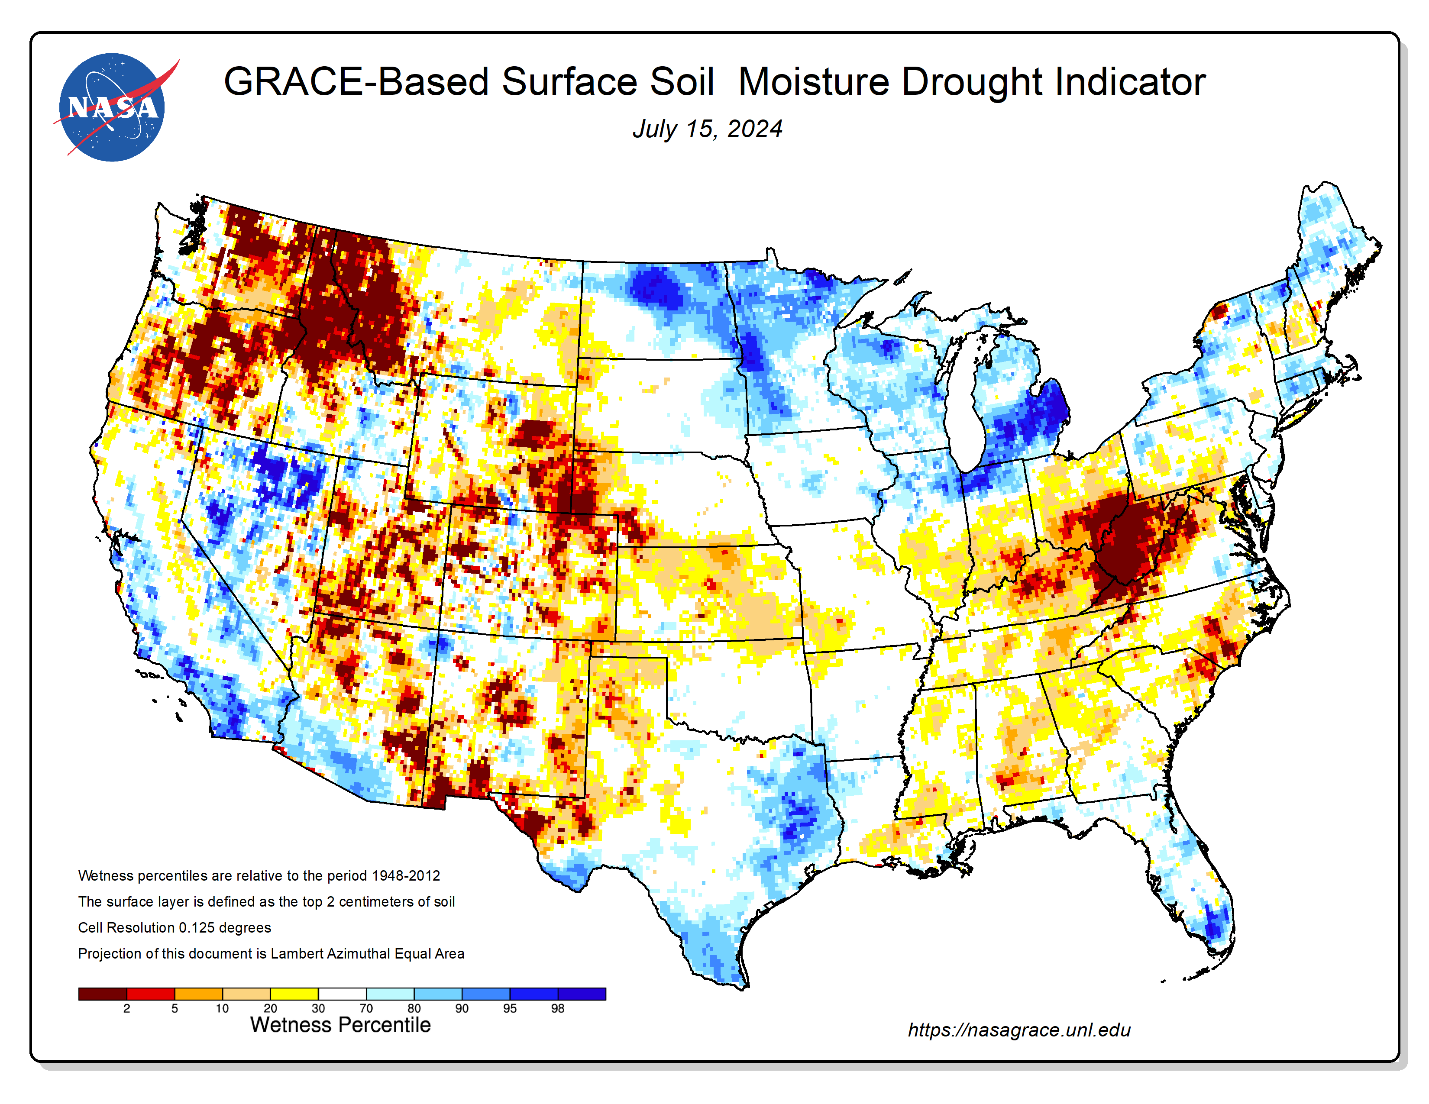 NASA
GRACE-Based Surface Soil  Moisture Drought Indicator
July 15, 2024
Wetness percentiles are relative to the period 1948-2012
The surface layer is defined as the top 2 centimeters of soil
Cell Resolution 0.125 degrees
Projection of this document is Lambert Azimuthal Equal Area
2 5 10 20 30 70 80 90 95 98
Wetness Percentile
https://nasagrace.unl.edu